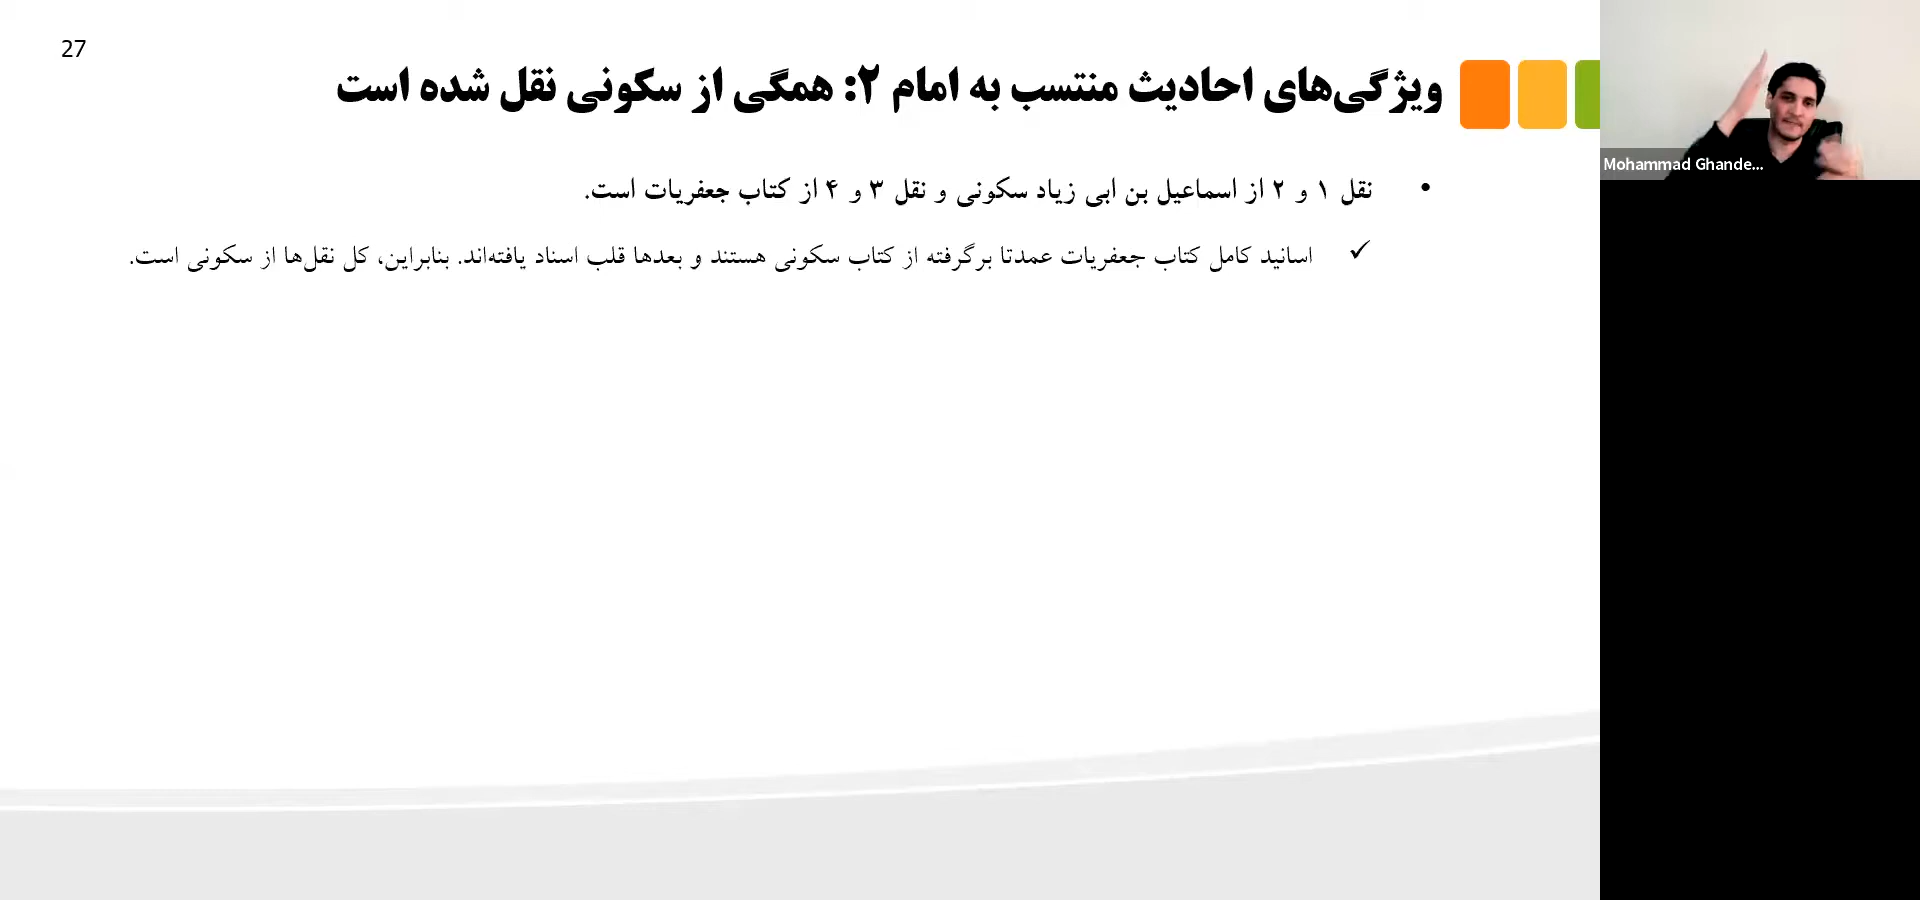 27
ویژگی‌های احادیث منتسب به امام ۲: همگی از سکونی نقل شده است
• نقل ۱ و ۲ از اسماعیل بن ابی زیاد سکونی و نقل ۳ و ۴ از کتاب جعفریات است.
✓ اسانید کامل کتاب جعفریات عمدتا برگرفته از کتاب سکونی هستند و بعدها قلب اسناد یافته‌اند. بنابراین، کل نقل‌ها از سکونی است.
Mohammad Ghande...